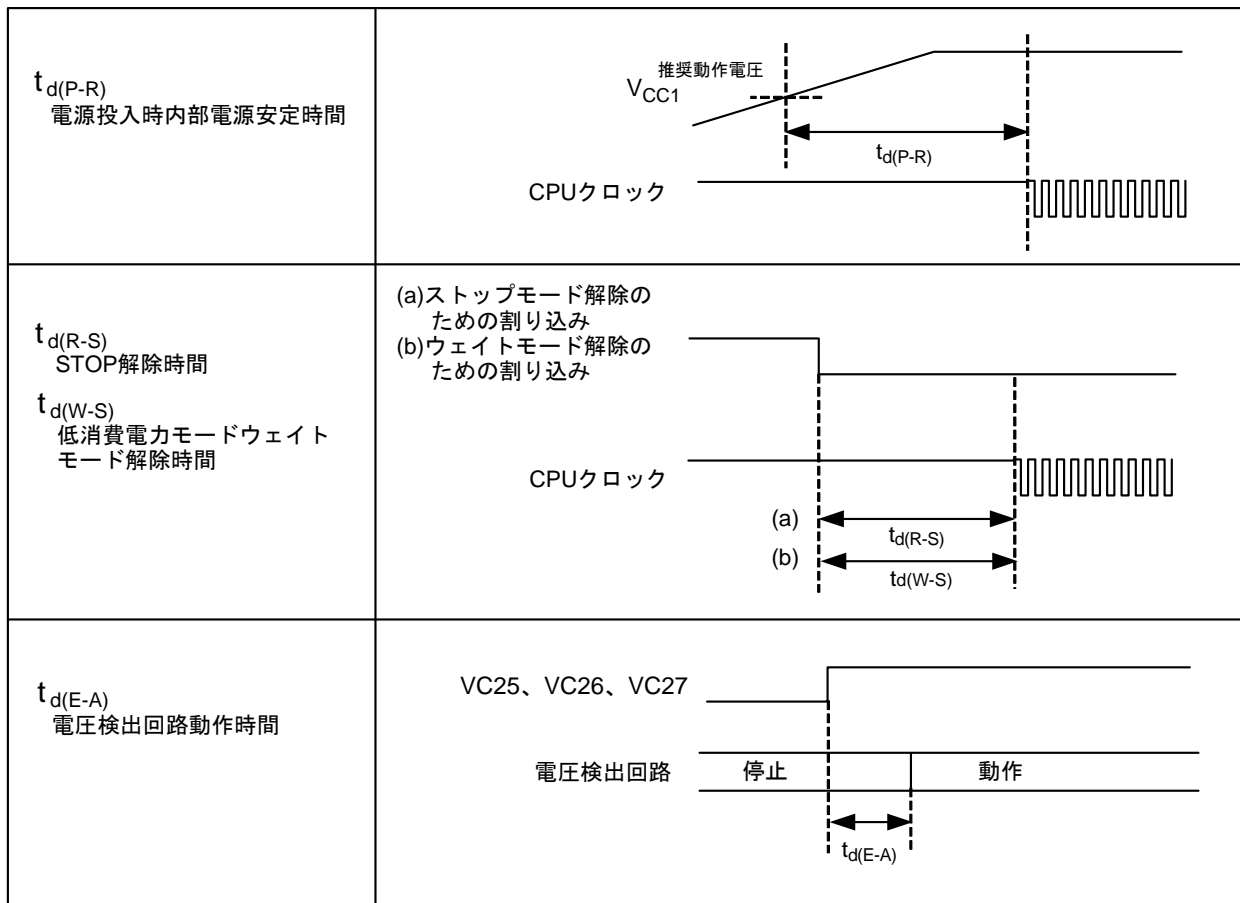 td(P-R)
電源投入時内部電源安定時間
推奨動作電圧
VCC1
td(P-R)
CPUクロック
td(R-S)
STOP解除時間
td(W-S)
低消費電力モードウェイト
モード解除時間
(a)ストップモード解除の
ための割り込み
(b)ウェイトモード解除の
ための割り込み
CPUクロック
(a)
td(R-S)
(b)
td(W-S)
td(E-A)
電圧検出回路動作時間
VC25、VC26、VC27
電圧検出回路
停止
動作
td(E-A)